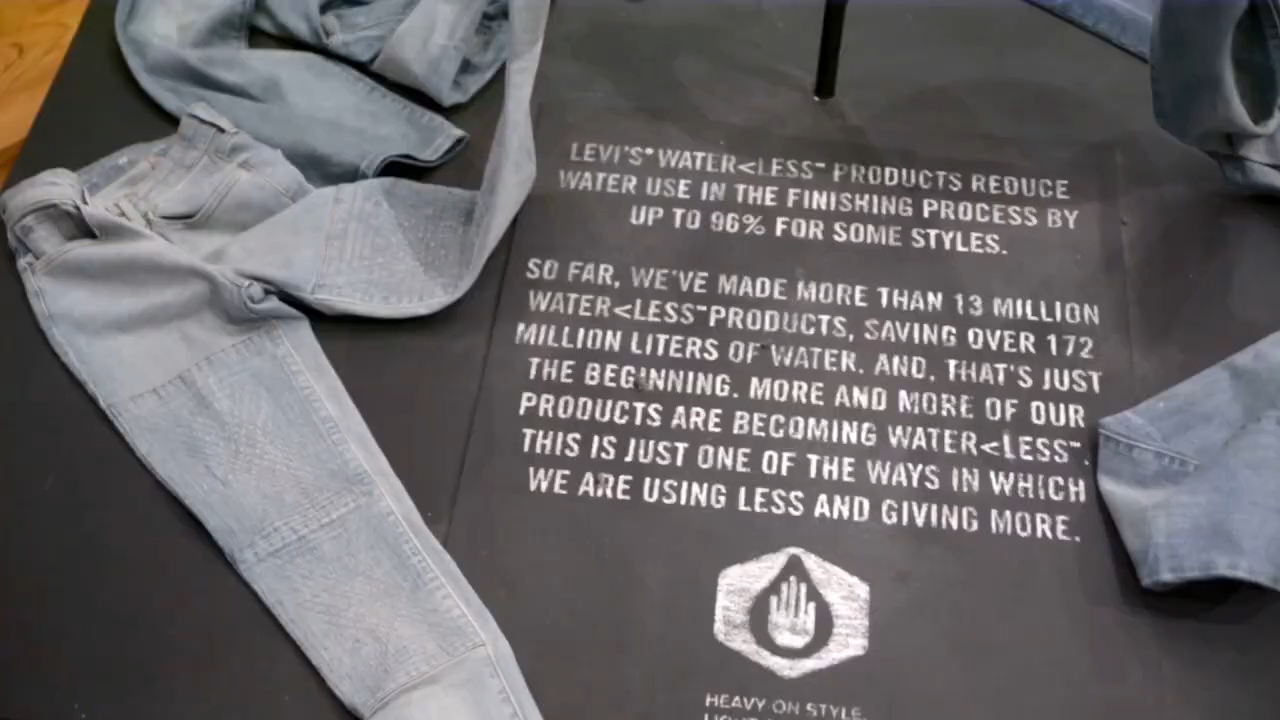 LEVI'S® WATER<LESS™ PRODUCTS REDUCE
WATER USE IN THE FINISHING PROCESS BY
UP TO 96% FOR SOME STYLES.
SO FAR, WE'VE MADE MORE THAN 13 MILLION
WATER<LESS™ PRODUCTS, SAVING OVER 172
MILLION LITERS OF WATER. AND, THAT'S JUST
THE BEGINNING. MORE AND MORE OF OUR
PRODUCTS ARE BECOMING WATER<LESS™.
THIS IS JUST ONE OF THE WAYS IN WHICH
WE ARE USING LESS AND GIVING MORE.
HEAVY ON STYLE.